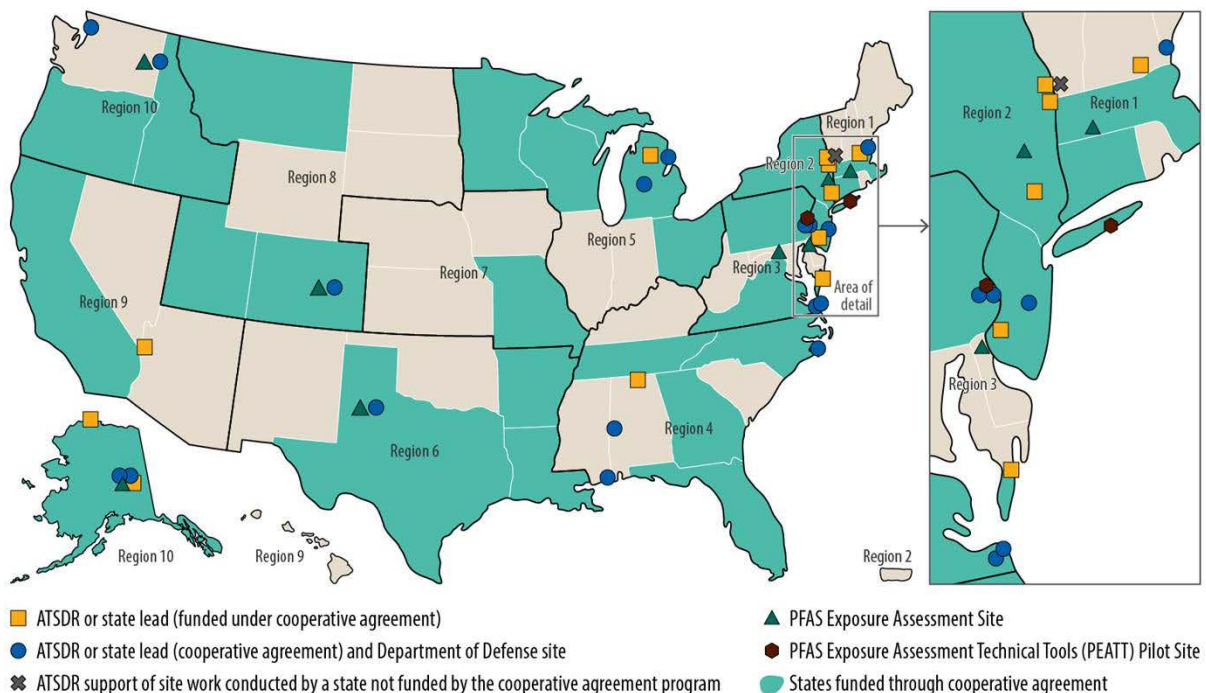 Region 10
Region 8
Region 9
Region 7
Region 5
Region 6
Region 4
Region 3
Region 2
Region 1
Area of
detail
Region 10
Region 9
Region 2
Region 2
Region 1
Region 3
ATSDR or state lead (funded under cooperative agreement)
ATSDR or state lead (cooperative agreement) and Department of Defense site
ATSDR support of site work conducted by a state not funded by the cooperative agreement program
PFAS Exposure Assessment Site
PFAS Exposure Assessment Technical Tools (PEATT) Pilot Site
States funded through cooperative agreement